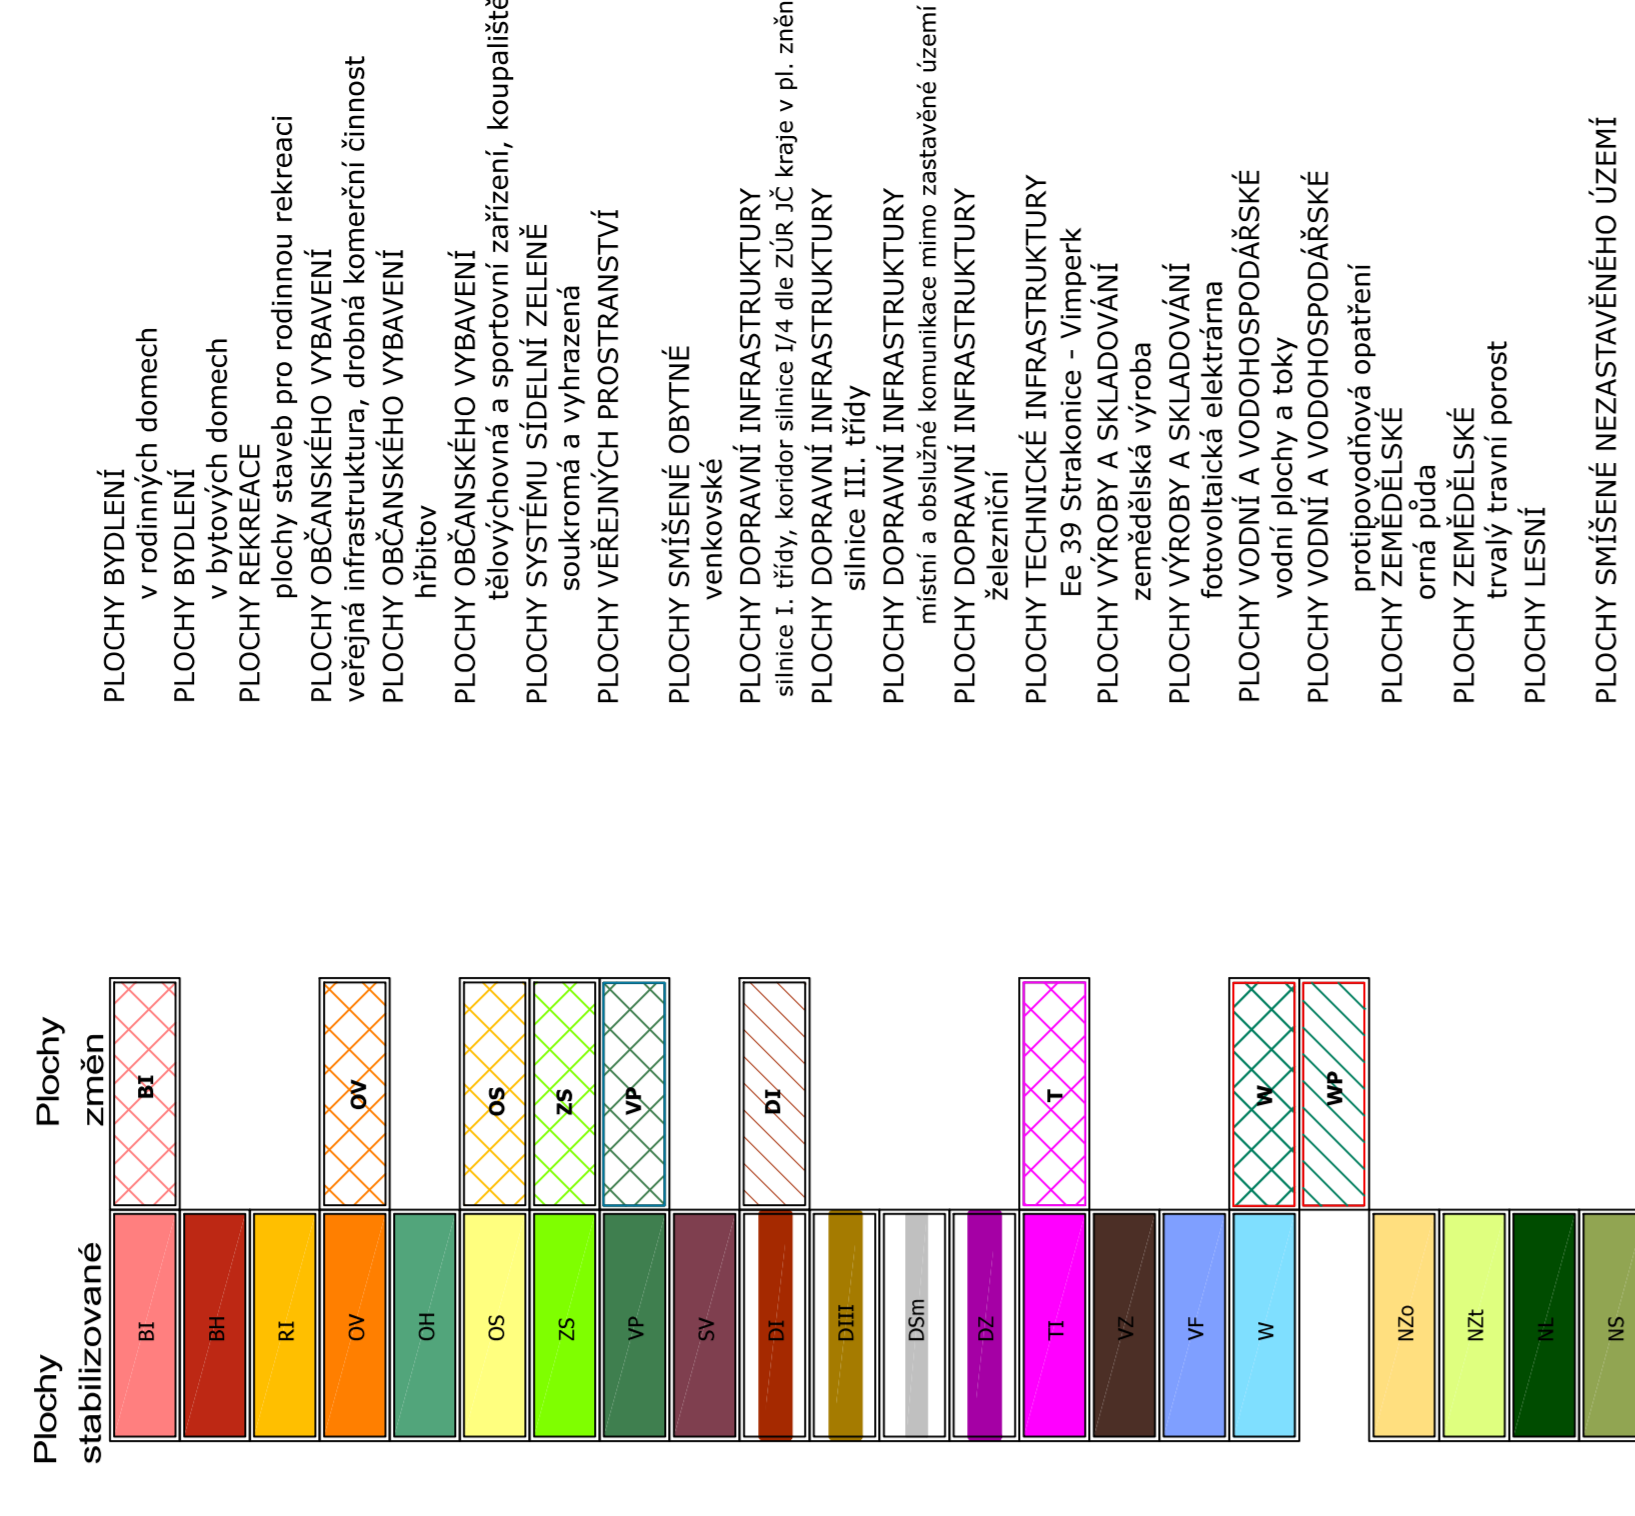 Plochy
stabilizované
Plochy
změn
BI
BI
PLOCHY BYDLENÍ
v rodinných domech
BH
PLOCHY BYDLENÍ
v bytových domech
RI
PLOCHY REKREACE
plochy staveb pro rodinnou rekreaci
OV
OV
PLOCHY OBČANSKÉHO VYBAVENÍ
veřejná infrastruktura, drobná komerční činnost
OH
PLOCHY OBČANSKÉHO VYBAVENÍ
hřbitov
OS
OS
PLOCHY OBČANSKÉHO VYBAVENÍ
tělovýchovná a sportovní zařízení, koupaliště
ZS
ZS
PLOCHY SYSTÉMU SÍDELNÍ ZELENĚ
soukromá a vyhrazená
VP
VP
PLOCHY VEŘEJNÝCH PROSTRANSTVÍ
SV
PLOCHY SMÍŠENÉ OBYTNÉ
venkovské
DI
DI
PLOCHY DOPRAVNÍ INFRASTRUKTURY
silnice I. třídy, koridor silnice I/4 dle ZÚR JČ kraje v pl. zněn
DIII
PLOCHY DOPRAVNÍ INFRASTRUKTURY
silnice III. třídy
DSm
PLOCHY DOPRAVNÍ INFRASTRUKTURY
místní a obslužné komunikace mimo zastavěné území
DZ
PLOCHY DOPRAVNÍ INFRASTRUKTURY
železniční
TI
T
PLOCHY TECHNICKÉ INFRASTRUKTURY
Ee 39 Strakonice - Vimperk
VZ
PLOCHY VÝROBY A SKLADOVÁNÍ
zemědělská výroba
VF
PLOCHY VÝROBY A SKLADOVÁNÍ
fotovoltaická elektrárna
W
W
PLOCHY VODNÍ A VODOHOSPODÁŘSKÉ
vodní plochy a toky
WP
PLOCHY VODNÍ A VODOHOSPODÁŘSKÉ
protipovodňová opatření
NZo
PLOCHY ZEMĚDĚLSKÉ
orná půda
NZt
PLOCHY ZEMĚDĚLSKÉ
trvalý travní porost
NL
PLOCHY LESNÍ
NS
PLOCHY SMÍŠENÉ NEZASTAVĚNÉHO ÚZEMÍ